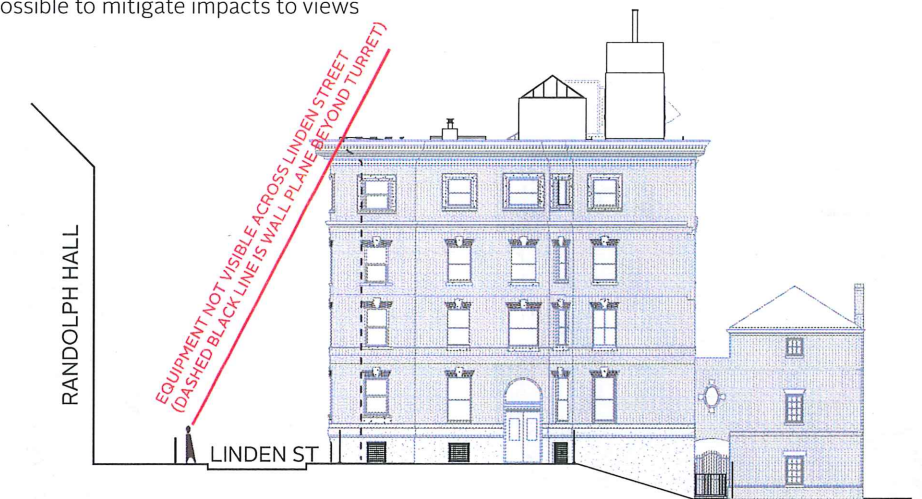 ossible to mitigate impacts to views
EQUIPMENT NOT VISIBLE ACROSS LINDEN STREET
(DASHED BLACK LINE IS WALL PLANE BEYOND TURRET)
RANDOLPH HALL
LINDEN ST